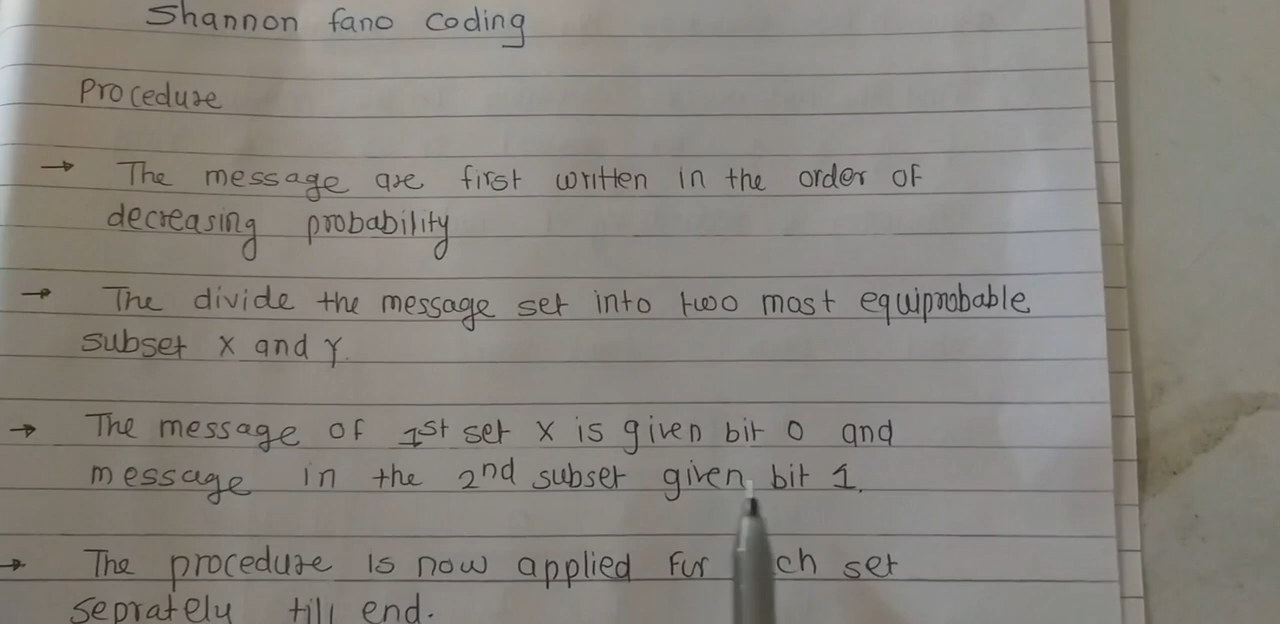 Shannon fano coding
Procedure
→ The message are first written in the order of
decreasing probability
→ The divide the message set into two most equiprobable
subset X and Y.
→ The message of 1st set X is given bit 0 and
message in the 2nd subset given bit 1.
→ The procedure is now applied For ch set
seprately till end.